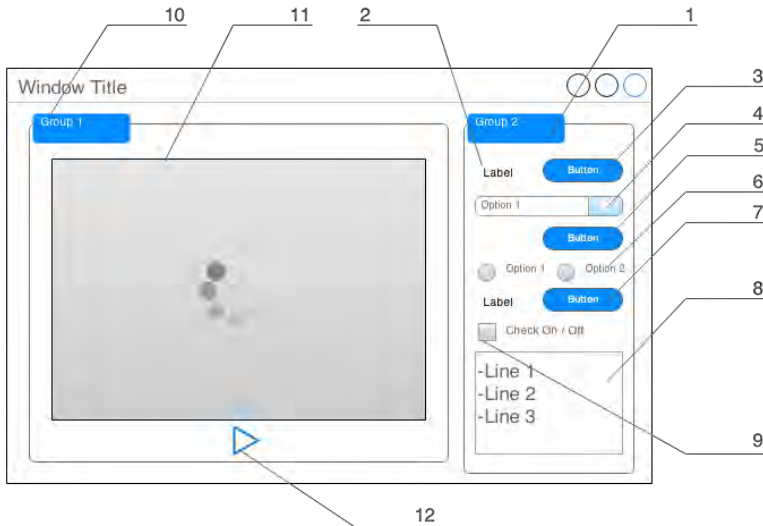 10 11 2 1
Window Title
3
Group 1 Group 2
4
Label Button
5
Option 1
6
Button
7
Option 1 Option 2
8
Label Button
Check On / Off
-Line 1
-Line 2
-Line 3
9
12